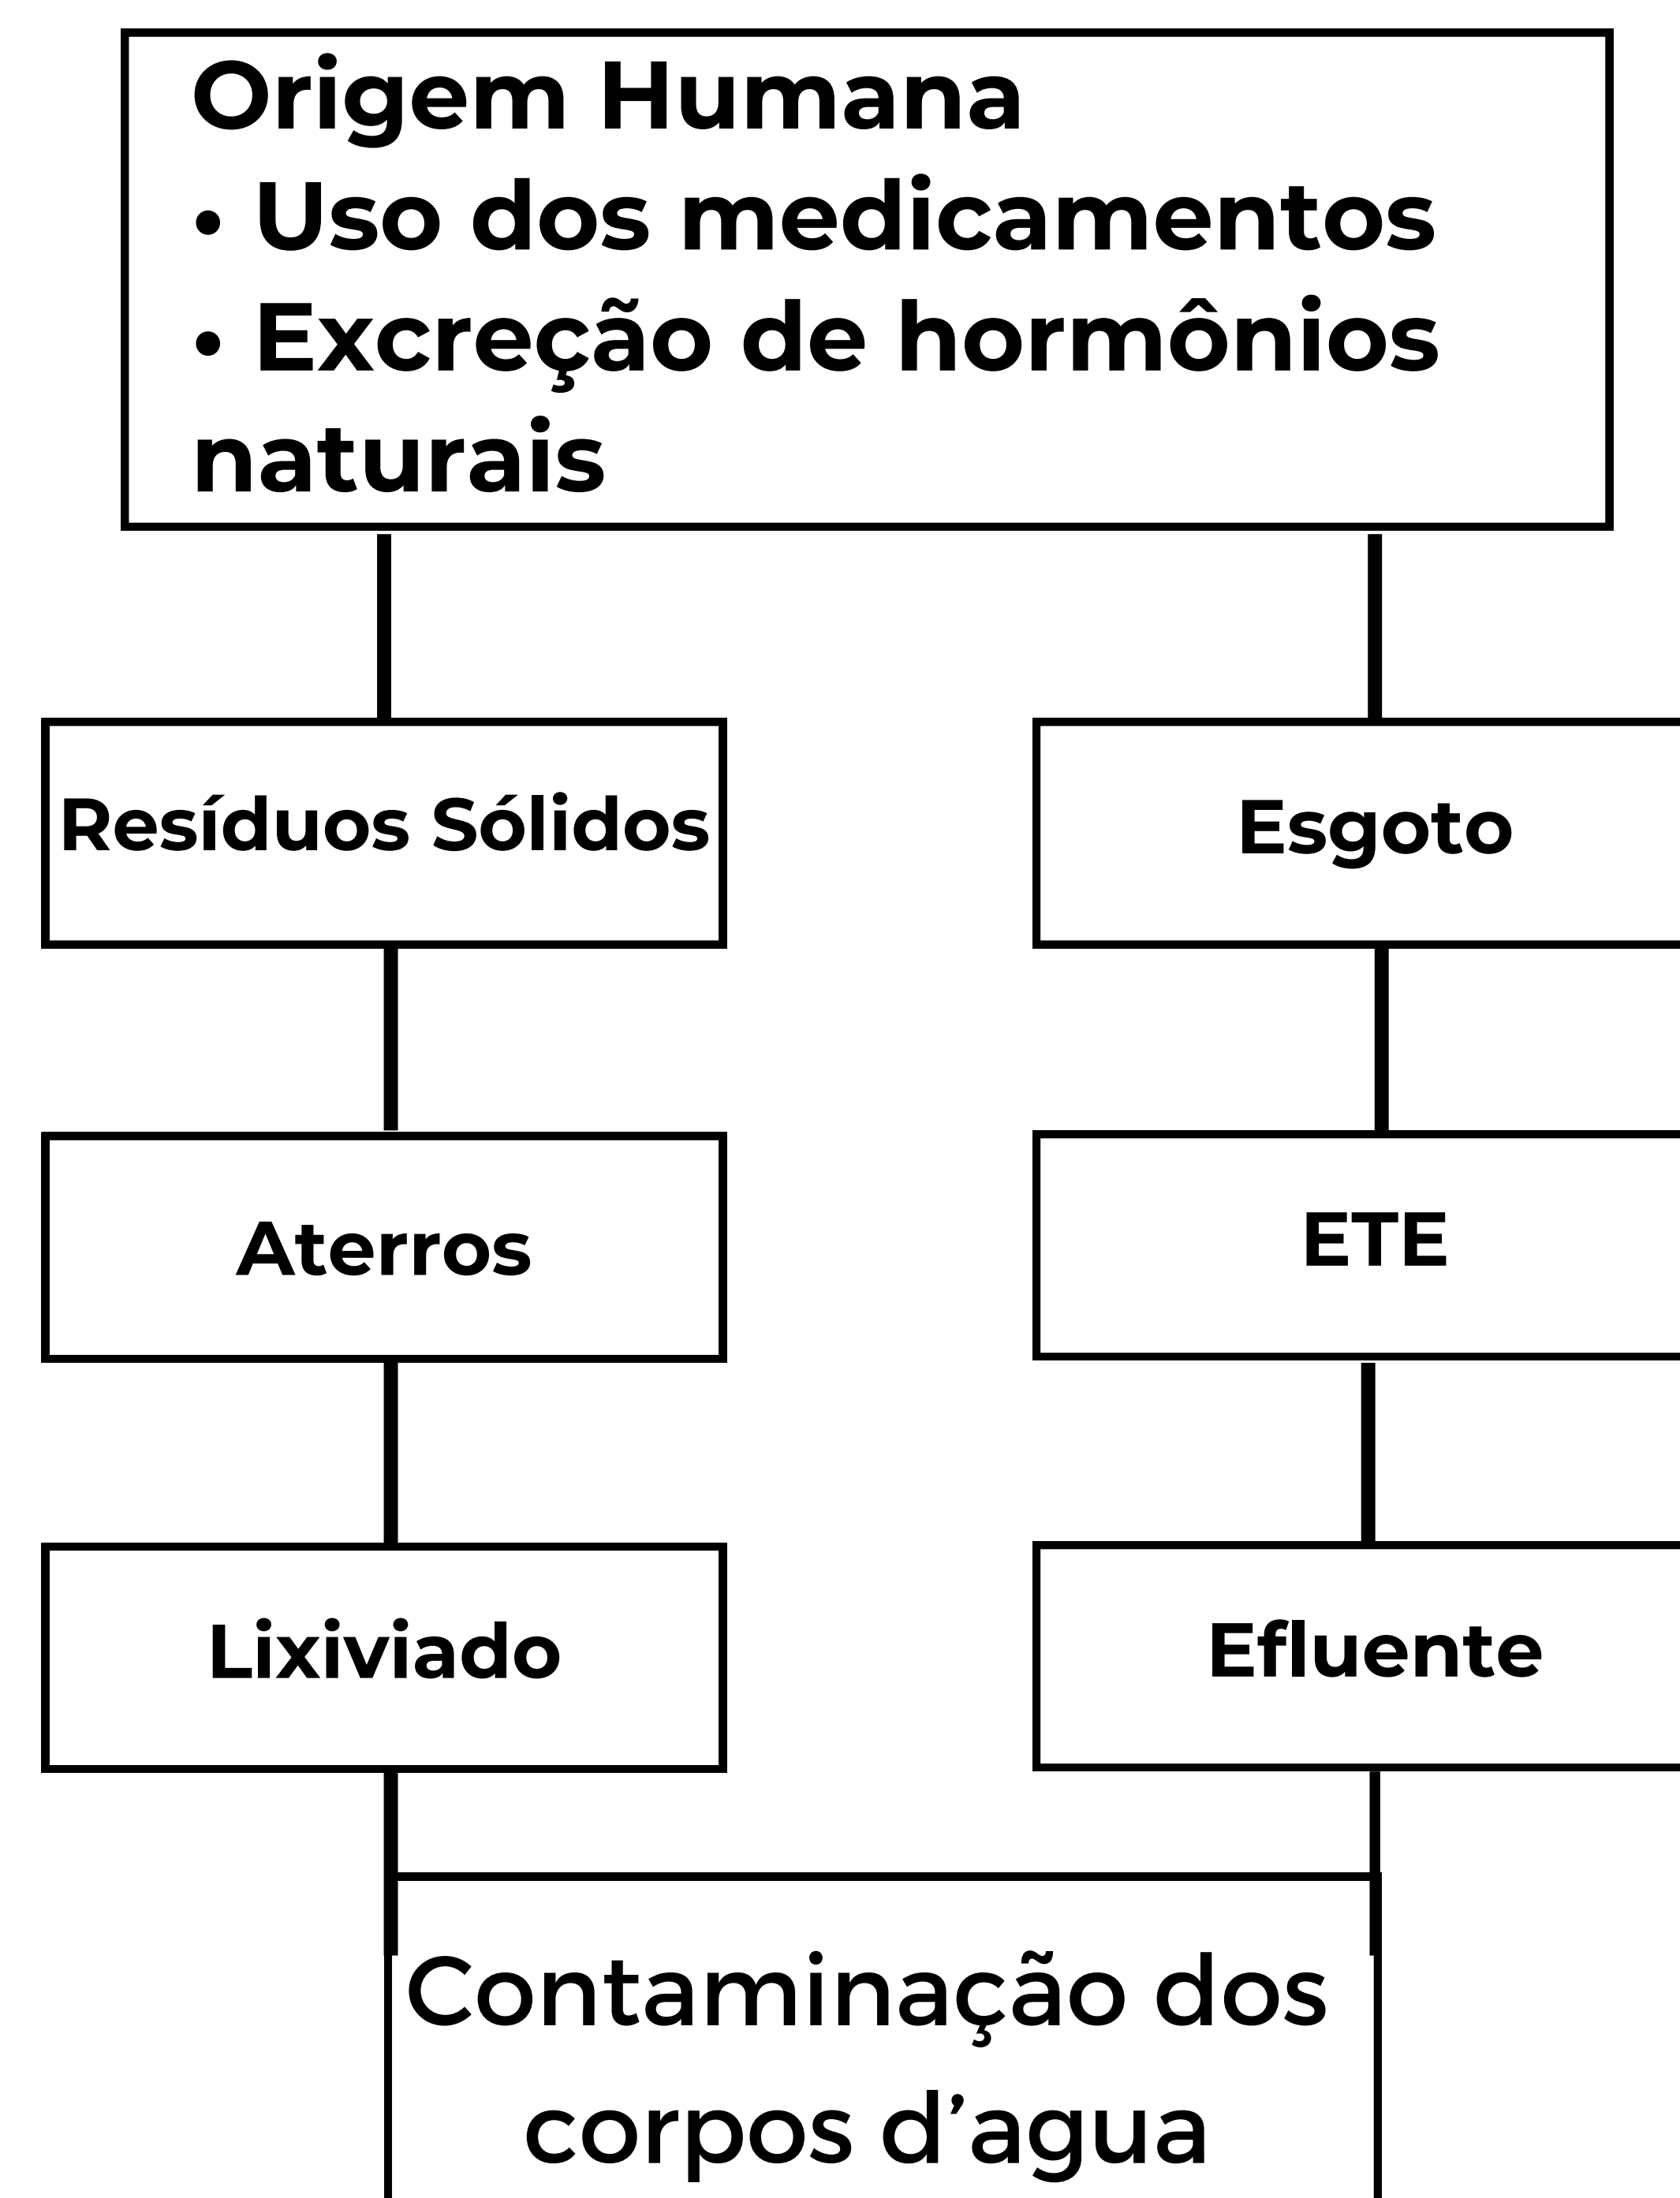 Origem Humana
• Uso dos medicamentos
• Excreção de hormônios
naturais
Resíduos Sólidos
Esgoto
Aterros
ETE
Lixiviado
Efluente
Contaminação dos
corpos d’agua